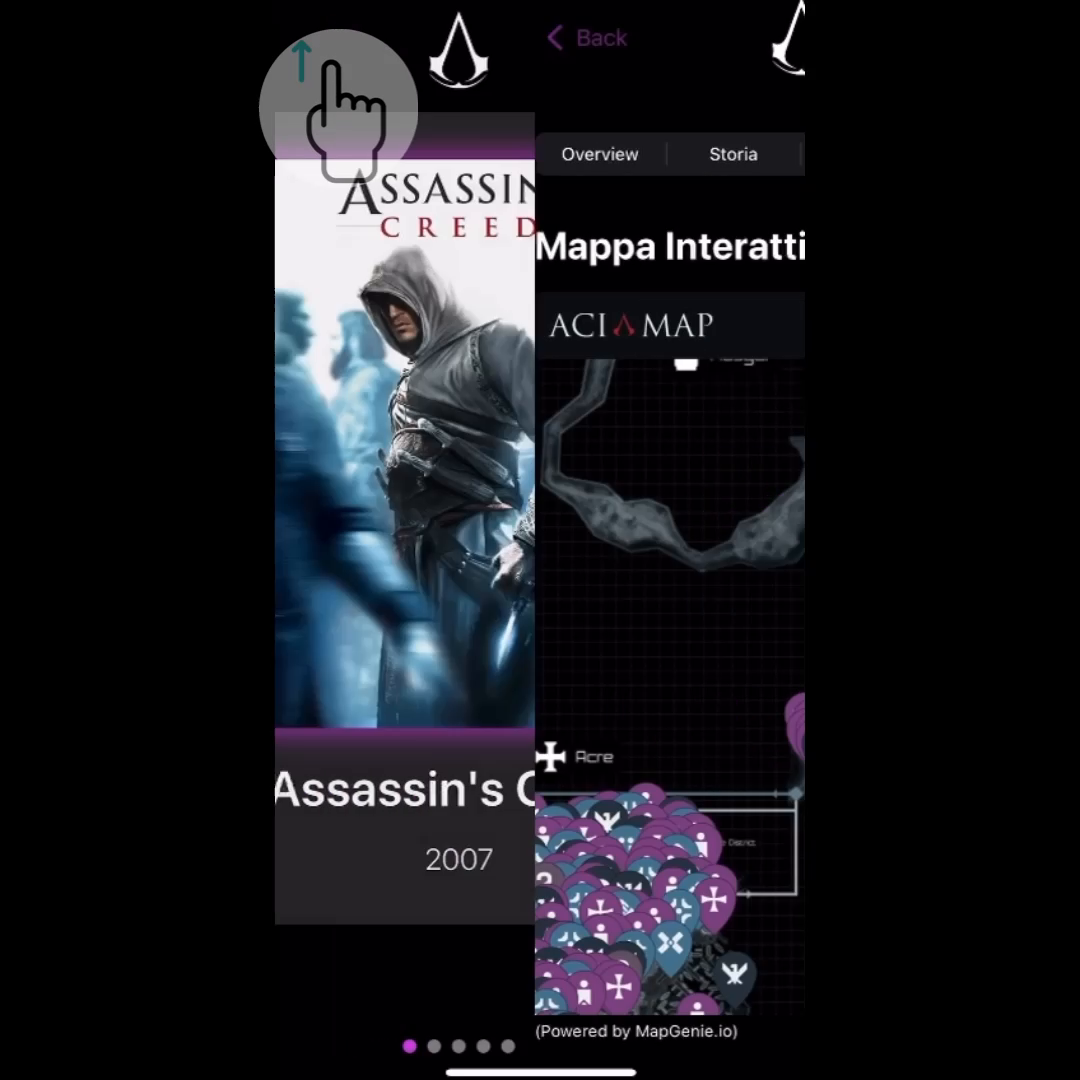 Back
Overview
Storia
ASSASSIN
CREED
Mappa Interatti
ACI MAP
Acre
District
Assassin's C
2007
(Powered by MapGenie.io)